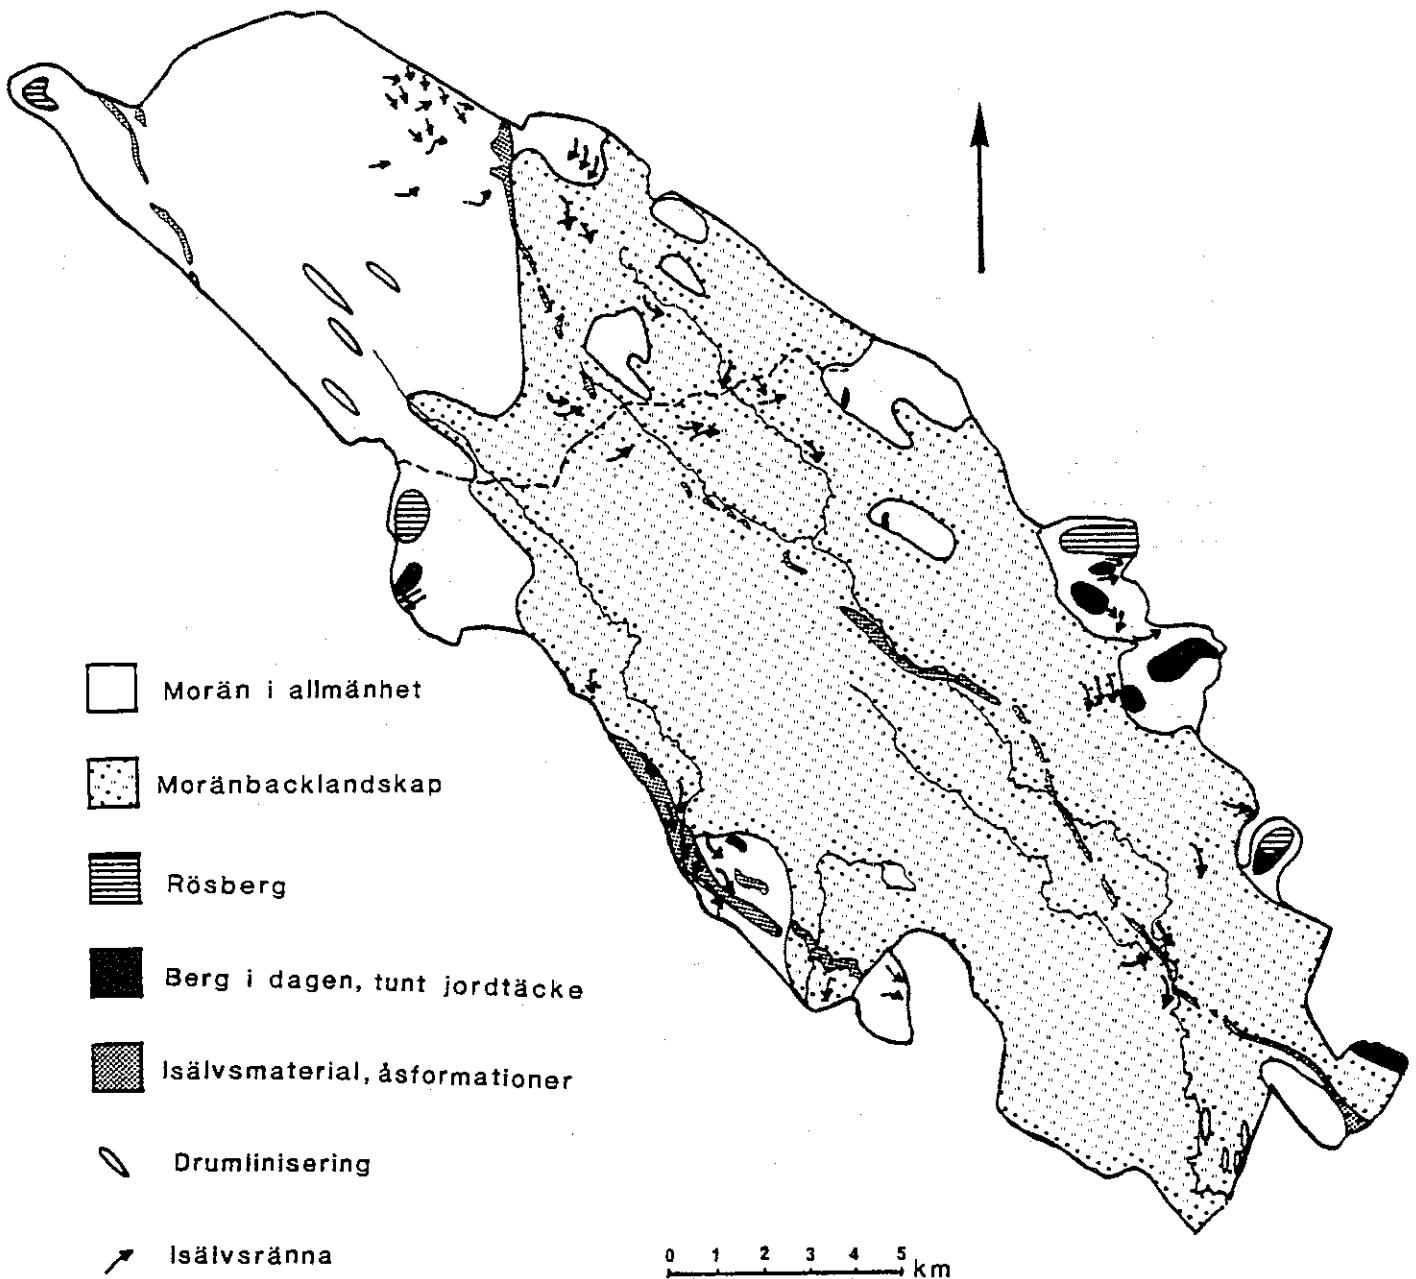 Morän i allmänhet
Moränbacklandskap
Rösberg
Berg i dagen, tunt jordtäcke
Isälvsmaterial, åsformationer
Drumlinisering
Isälvsränna
0 1 2 3 4 5 km